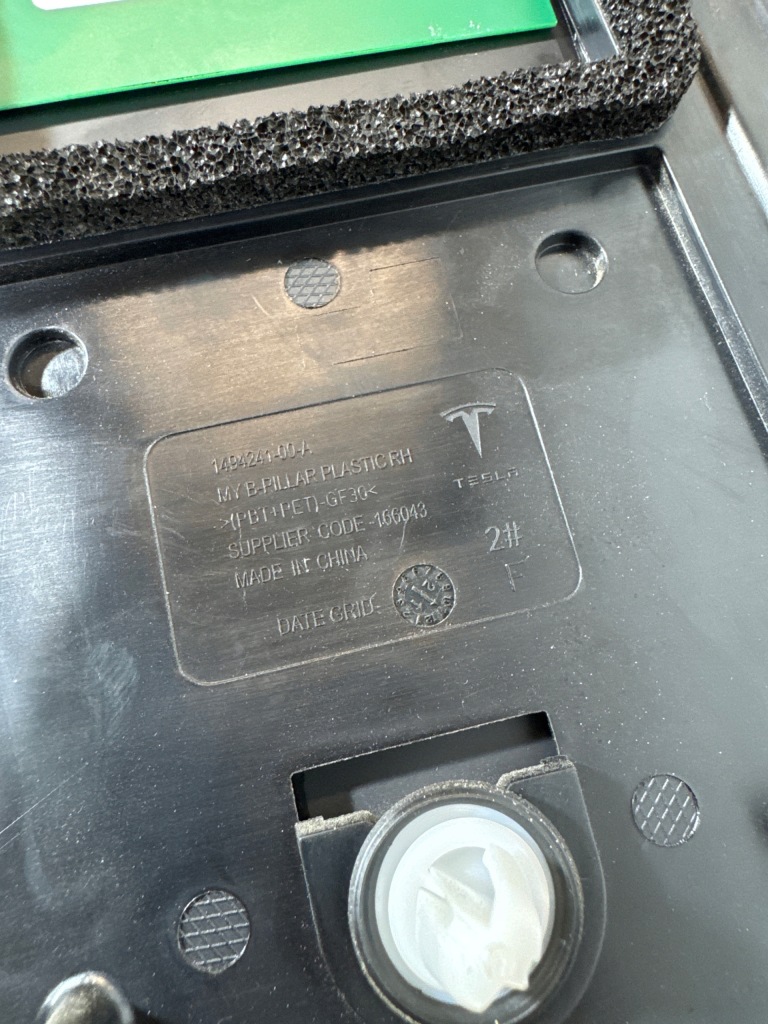 1494241-00-A
MY B-PILLAR PLASTIC RH
>(PBT+PET)-GF30<
SUPPLIER CODE -166043
MADE IN CHINA
DATE GRID:
TESLA
2#
F